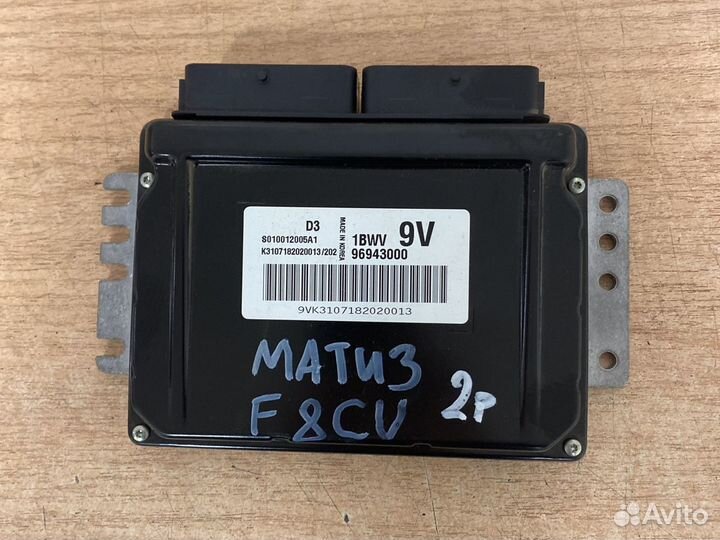 D3
S010012005A1
K3107182020013/202
MADE IN KOREA
1BWV 9V
96943000
9VK3107182020013
МАТИЗ
F8CV
2р
Avito